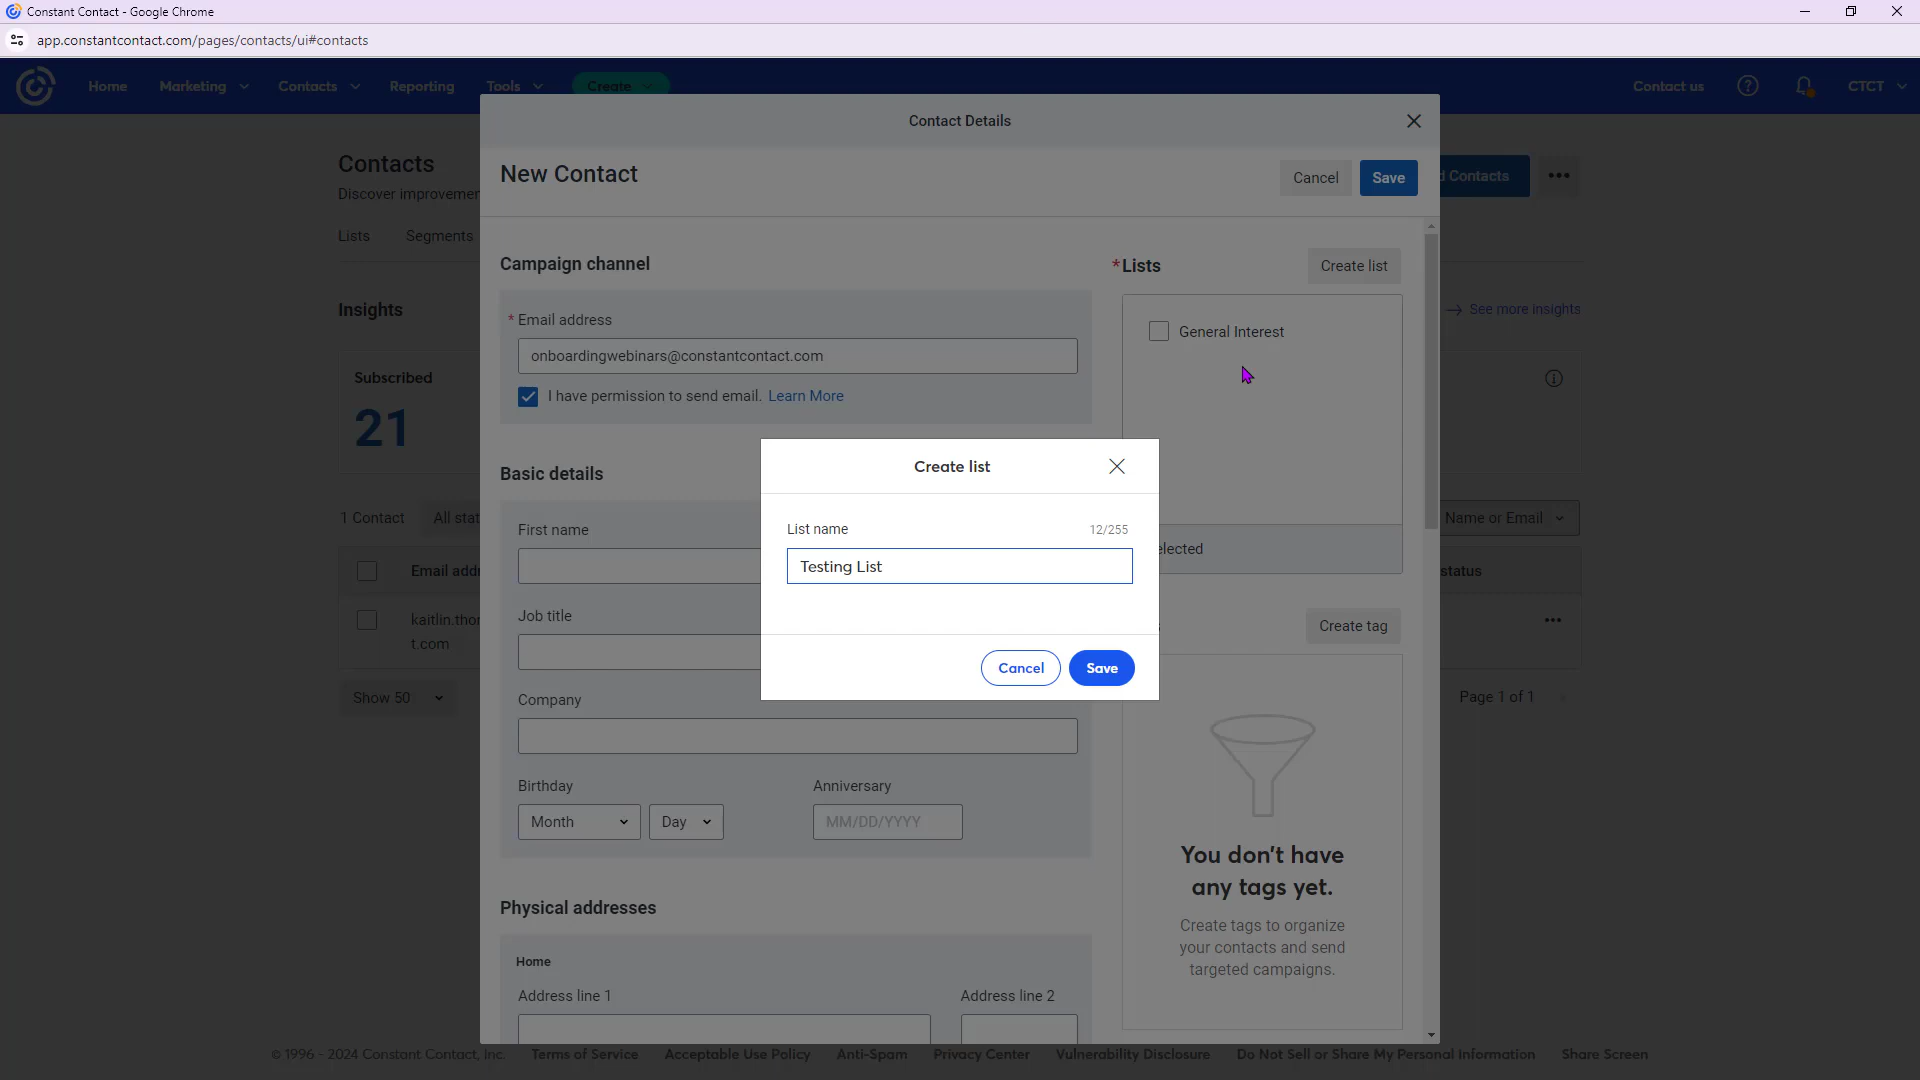 Constant Contact - Google Chrome
app.constantcontact.com/pages/contacts/ui#contacts
Home Marketing Contacts Reporting Tools Create Contact us CTCT
Contact Details
Contacts
Discover
New Contact
Cancel Save
Contacts
Lists Segments
Insights
See more insights
Subscribed
21
1 Contact
Name or Email
Email
status
t.com
Show 50
Page 1 of 1
Campaign channel
* Email address
onboardingwebinars@constantcontact.com
I have permission to send email. Learn More
Basic details
First name
Job title
Company
Birthday Anniversary
Month Day MM/DD/YYYY
Physical addresses
Home
Address line 1 Address line 2
*Lists Create list
General Interest
Create tag
You don't have
any tags yet.
Create tags to organize
your contacts and send
targeted campaigns.
Create list
List name 12/255
Testing List
Cancel Save
© 1996 - 2024 Constant Contact, Inc. Terms of Service Acceptable Use Policy Anti-Spam Privacy Center Vulnerability Disclosure Do Not Sell or Share My Personal Information Share Screen